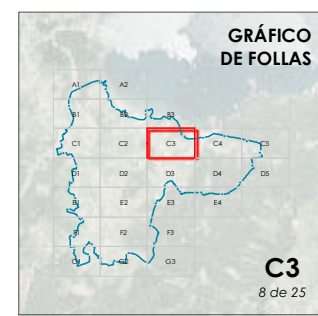 GRÁFICO
DE FOLLAS
A1 A2
B1 B2 B3
C1 C2 C3 C4 C5
D1 D2 D3 D4 D5
E1 E2 E3 E4
F1 F2 F3
G1 G2 G3
C3
8 de 25